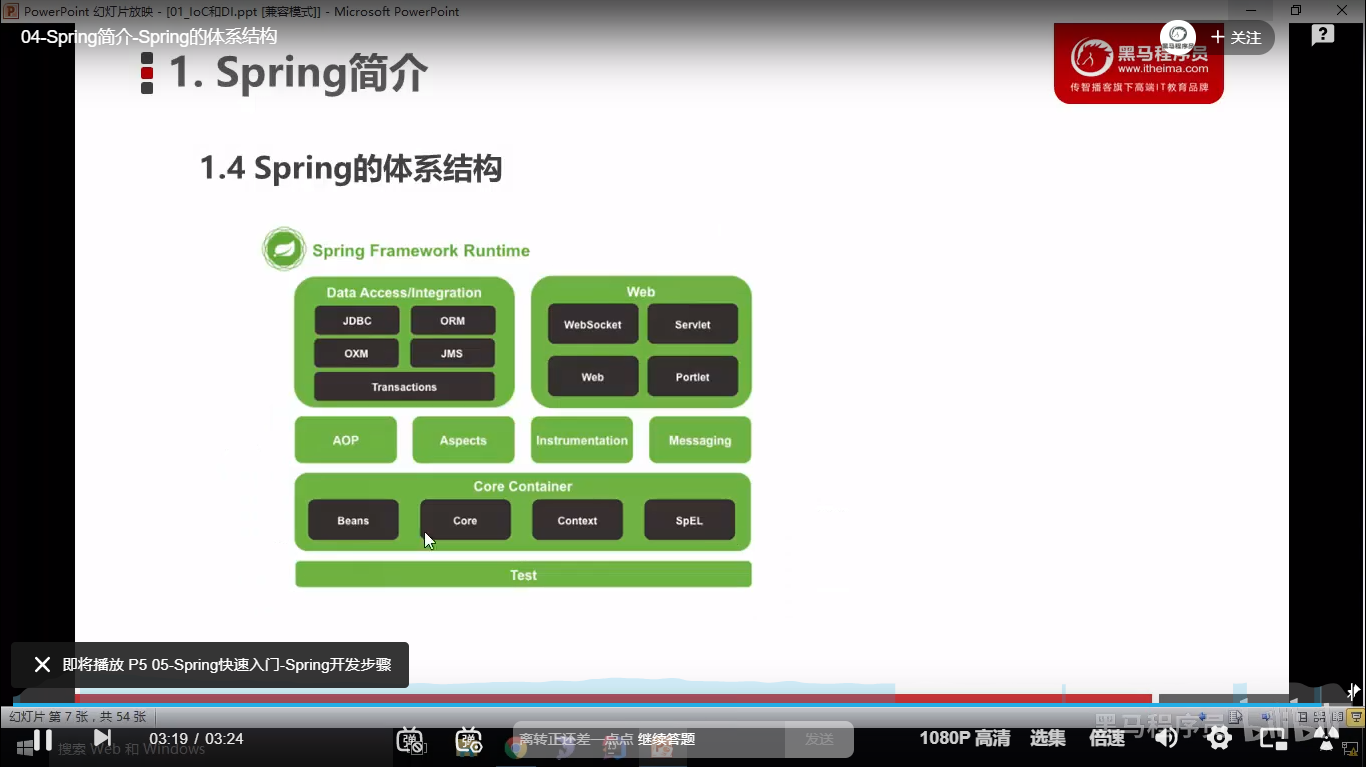 PowerPoint 幻灯片放映 - [01_IoC和DI.ppt [兼容模式]] - Microsoft PowerPoint
04-Spring简介-Spring的体系结构
+ 关注
?
1. Spring简介
黑马程序员
www.itheima.com
传智播客旗下高端IT教育品牌
1.4 Spring的体系结构
Spring Framework Runtime
Data Access/Integration
Web
JDBC
ORM
WebSocket
Servlet
OXM
JMS
Web
Portlet
Transactions
AOP
Aspects
Instrumentation
Messaging
Core Container
Beans
Core
Context
SpEL
Test
即将播放 P5 05-Spring快速入门-Spring开发步骤
幻灯片 第 7 张，共 54 张
黑马程序员
搜索 Web 和 Windows
03:19 / 03:24
弹
弹
离转正还差一点点 继续答题
发送
1080P 高清
选集
倍速